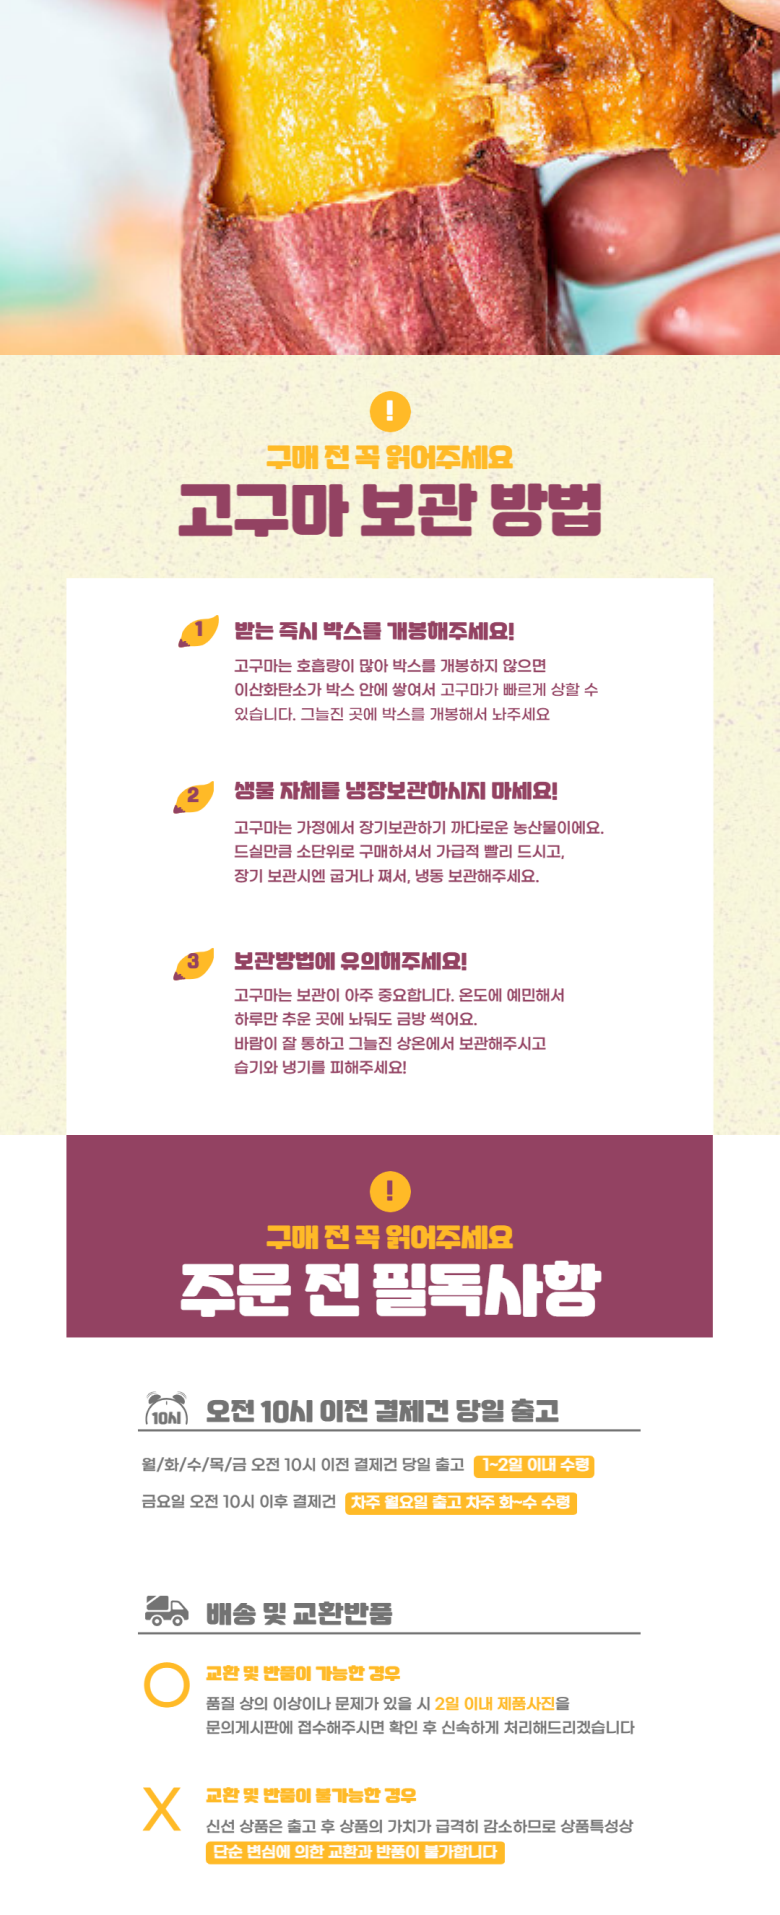 !
구매 전 꼭 읽어주세요
고구마 보관 방법
1 받는 즉시 박스를 개봉해주세요!
고구마는 호흡량이 많아 박스를 개봉하지 않으면
이산화탄소가 박스 안에 쌓여서 고구마가 빠르게 상할 수
있습니다. 그늘진 곳에 박스를 개봉해서 놔주세요
2 생물 자체를 냉장보관하시지 마세요!
고구마는 가정에서 장기보관하기 까다로운 농산물이에요.
드실만큼 소단위로 구매하셔서 가급적 빨리 드시고,
장기 보관시엔 굽거나 쪄서, 냉동 보관해주세요.
3 보관방법에 유의해주세요!
고구마는 보관이 아주 중요합니다. 온도에 예민해서
하루만 추운 곳에 놔둬도 금방 썩어요.
바람이 잘 통하고 그늘진 상온에서 보관해주시고
습기와 냉기를 피해주세요!
!
구매 전 꼭 읽어주세요
주문 전 필독사항
10시 오전 10시 이전 결제건 당일 출고
월/화/수/목/금 오전 10시 이전 결제건 당일 출고 1~2일 이내 수령
금요일 오전 10시 이후 결제건 차주 월요일 출고 차주 화~수 수령
배송 및 교환반품
O 교환 및 반품이 가능한 경우
품질 상의 이상이나 문제가 있을 시 2일 이내 제품사진을
문의게시판에 접수해주시면 확인 후 신속하게 처리해드리겠습니다
X 교환 및 반품이 불가능한 경우
신선 상품은 출고 후 상품의 가치가 급격히 감소하므로 상품특성상
단순 변심에 의한 교환과 반품이 불가합니다